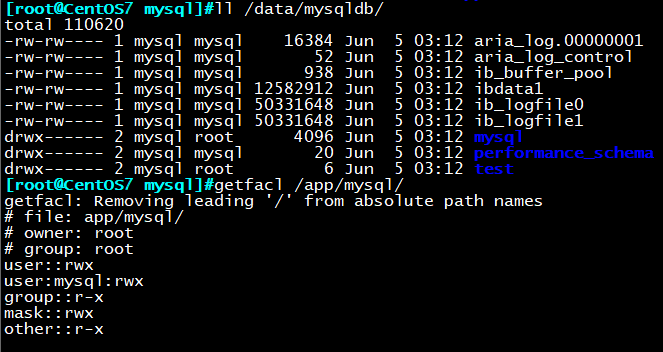 [root@CentOS7 mysql]#ll /data/mysqldb/
total 110620
-rw-rw---- 1 mysql mysql    16384 Jun  5 03:12 aria_log.00000001
-rw-rw---- 1 mysql mysql       52 Jun  5 03:12 aria_log_control
-rw-rw---- 1 mysql mysql      938 Jun  5 03:12 ib_buffer_pool
-rw-rw---- 1 mysql mysql 12582912 Jun  5 03:12 ibdata1
-rw-rw---- 1 mysql mysql 50331648 Jun  5 03:12 ib_logfile0
-rw-rw---- 1 mysql mysql 50331648 Jun  5 03:12 ib_logfile1
drwx------ 2 mysql root      4096 Jun  5 03:12 mysql
drwx------ 2 mysql mysql       20 Jun  5 03:12 performance_schema
drwx------ 2 mysql root         6 Jun  5 03:12 test
[root@CentOS7 mysql]#getfacl /app/mysql/
getfacl: Removing leading '/' from absolute path names
# file: app/mysql/
# owner: root
# group: root
user::rwx
user:mysql:rwx
group::r-x
mask::rwx
other::r-x